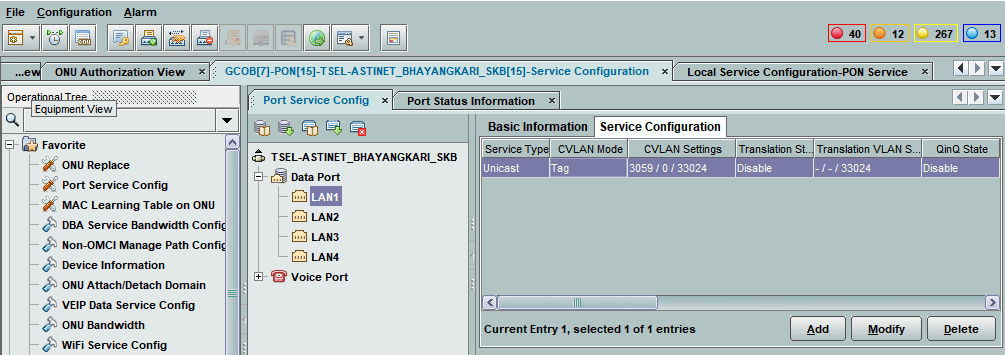 File Configuration Alarm
40 12 267 13
...ew ONU Authorization View GCOB[7]-PON[15]-TSEL-ASTINET_BHAYANGKARI_SKB[15]-Service Configuration Local Service Configuration-PON Service
Operational Tree
Equipment View
Favorite
ONU Replace
Port Service Config
MAC Learning Table on ONU
DBA Service Bandwidth Config
Non-OMCI Manage Path Config
Device Information
ONU Attach/Detach Domain
VEIP Data Service Config
ONU Bandwidth
WiFi Service Config
Port Service Config Port Status Information
TSEL-ASTINET_BHAYANGKARI_SKB
Data Port
LAN1
LAN2
LAN3
LAN4
Voice Port
Basic Information Service Configuration
Service Type CVLAN Mode CVLAN Settings Translation St... Translation VLAN S... QinQ State
Unicast Tag 3059 / 0 / 33024 Disable - / - / 33024 Disable
Current Entry 1, selected 1 of 1 entries Add Modify Delete